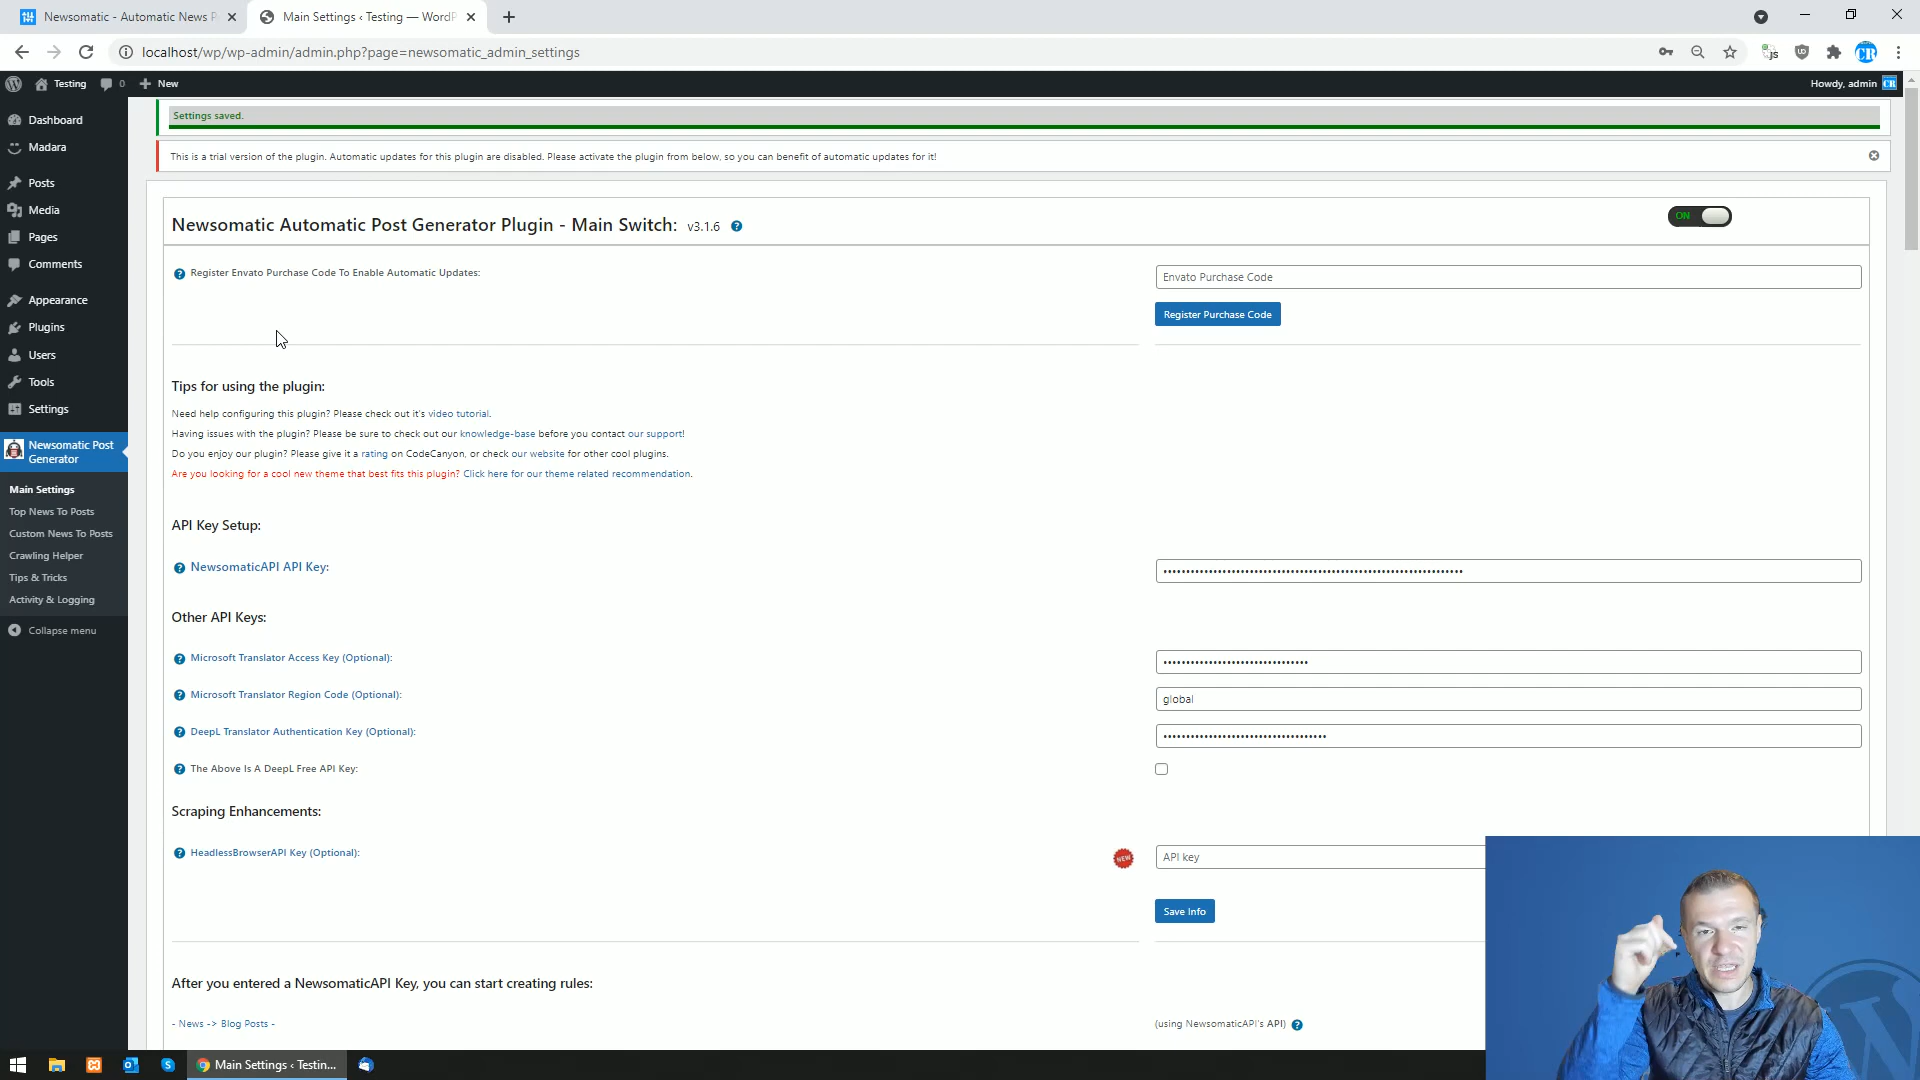 Newsomatic - Automatic News P
Main Settings ‹ Testing — WordP
localhost/wp/wp-admin/admin.php?page=newsomatic_admin_settings
Testing
0
New
Howdy, admin
Dashboard
Madara
Posts
Media
Pages
Comments
Appearance
Plugins
Users
Tools
Settings
Newsomatic Post
Generator
Main Settings
Top News To Posts
Custom News To Posts
Crawling Helper
Tips & Tricks
Activity & Logging
Collapse menu
Settings saved.
This is a trial version of the plugin. Automatic updates for this plugin are disabled. Please activate the plugin from below, so you can benefit of automatic updates for it!
Newsomatic Automatic Post Generator Plugin - Main Switch: v3.1.6
ON
Register Envato Purchase Code To Enable Automatic Updates:
Envato Purchase Code
Register Purchase Code
Tips for using the plugin:
Need help configuring this plugin? Please check out it's video tutorial.
Having issues with the plugin? Please be sure to check out our knowledge-base before you contact our support!
Do you enjoy our plugin? Please give it a rating on CodeCanyon, or check our website for other cool plugins.
Are you looking for a cool new theme that best fits this plugin? Click here for our theme related recommendation.
API Key Setup:
NewsomaticAPI API Key:
Other API Keys:
Microsoft Translator Access Key (Optional):
Microsoft Translator Region Code (Optional):
global
DeepL Translator Authentication Key (Optional):
The Above Is A DeepL Free API Key:
Scraping Enhancements:
HeadlessBrowserAPI Key (Optional):
NEW
API key
Save Info
After you entered a NewsomaticAPI Key, you can start creating rules:
- News -> Blog Posts -
(using NewsomaticAPI's API)
Main Settings ‹ Testin...